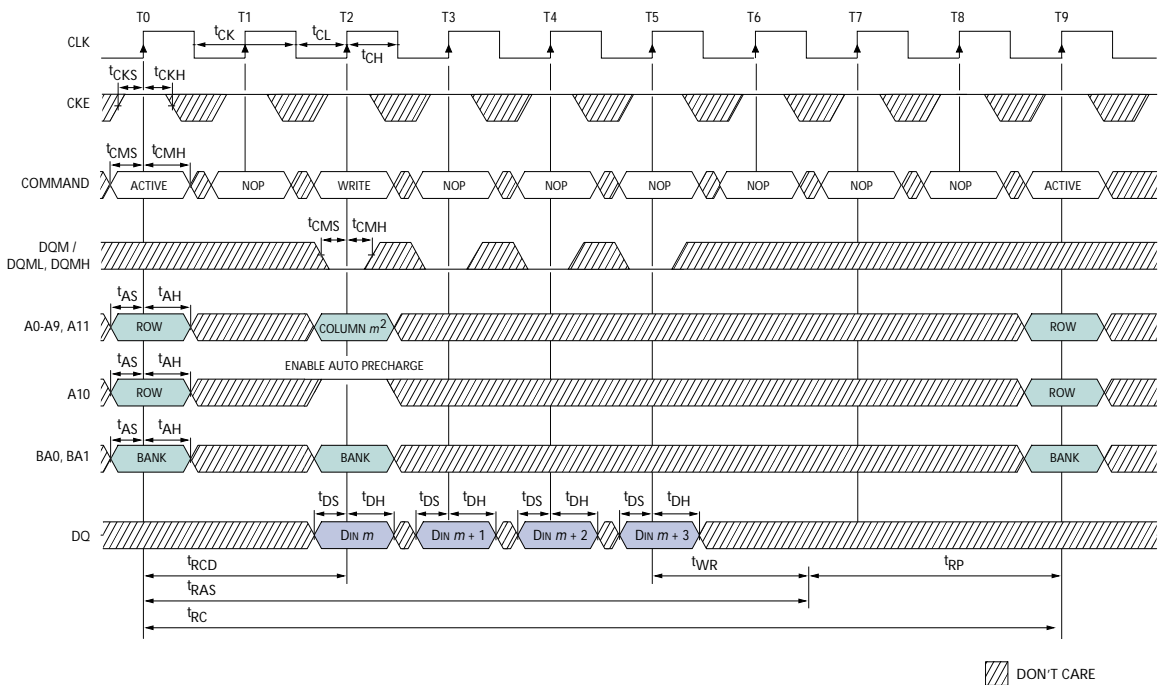 T0 T1 T2 T3 T4 T5 T6 T7 T8 T9
tCK tCL
CLK
tCH
tCKS tCKH
CKE
tCMS tCMH
COMMAND ACTIVE NOP WRITE NOP NOP NOP NOP NOP NOP ACTIVE
tCMS tCMH
DQM /
DQML, DQMH
tAS tAH
A0-A9, A11 ROW COLUMN m2 ROW
tAS tAH ENABLE AUTO PRECHARGE
A10 ROW ROW
tAS tAH
BA0, BA1 BANK BANK BANK
tDS tDH tDS tDH tDS tDH tDS tDH
DQ DIN m DIN m + 1 DIN m + 2 DIN m + 3
tRCD tWR tRP
tRAS
tRC
DON'T CARE